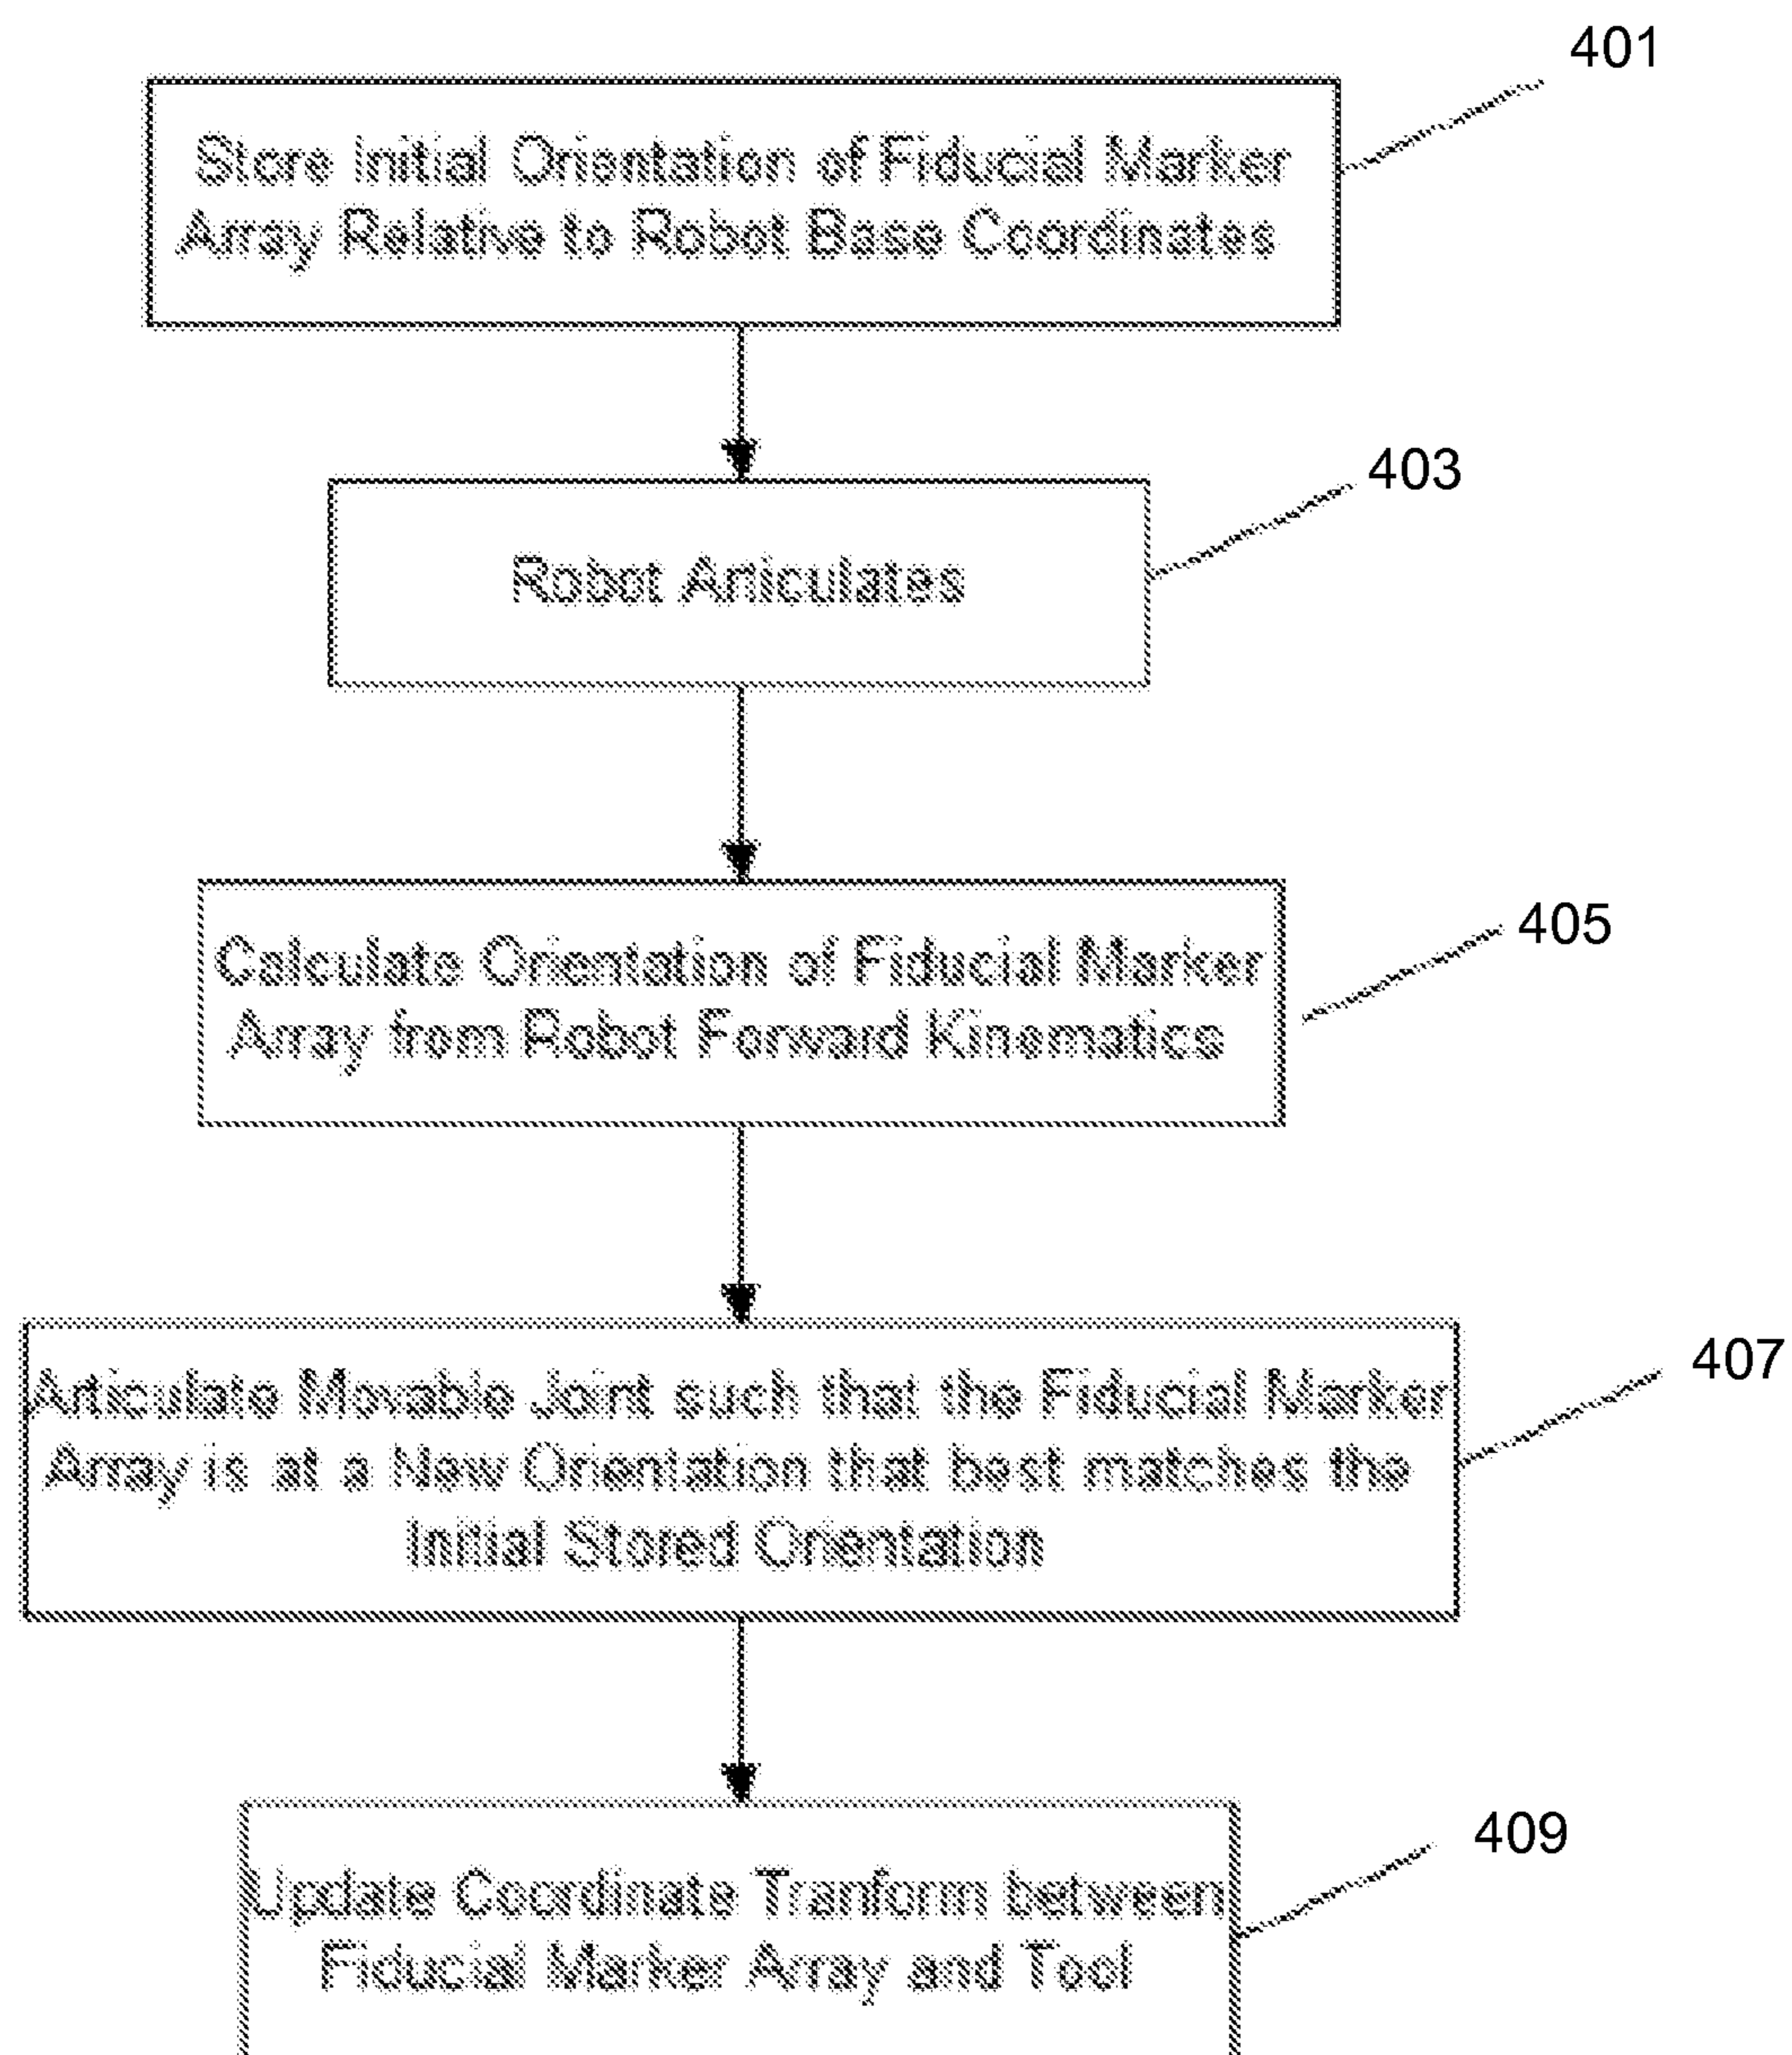 401
Store Initial Orientation of Fiducial Marker
Array Relative to Robot Base Coordinates
403
Robot Articulates
405
Calculate Orientation of Fiducial Marker
Array from Robot Forward Kinematics
407
Articulate Movable Joint such that the Fiducial Marker
Array is at a New Orientation that best matches the
Initial Stored Orientation
409
Update Coordinate Tranform between
Fiducial Marker Array and Tool